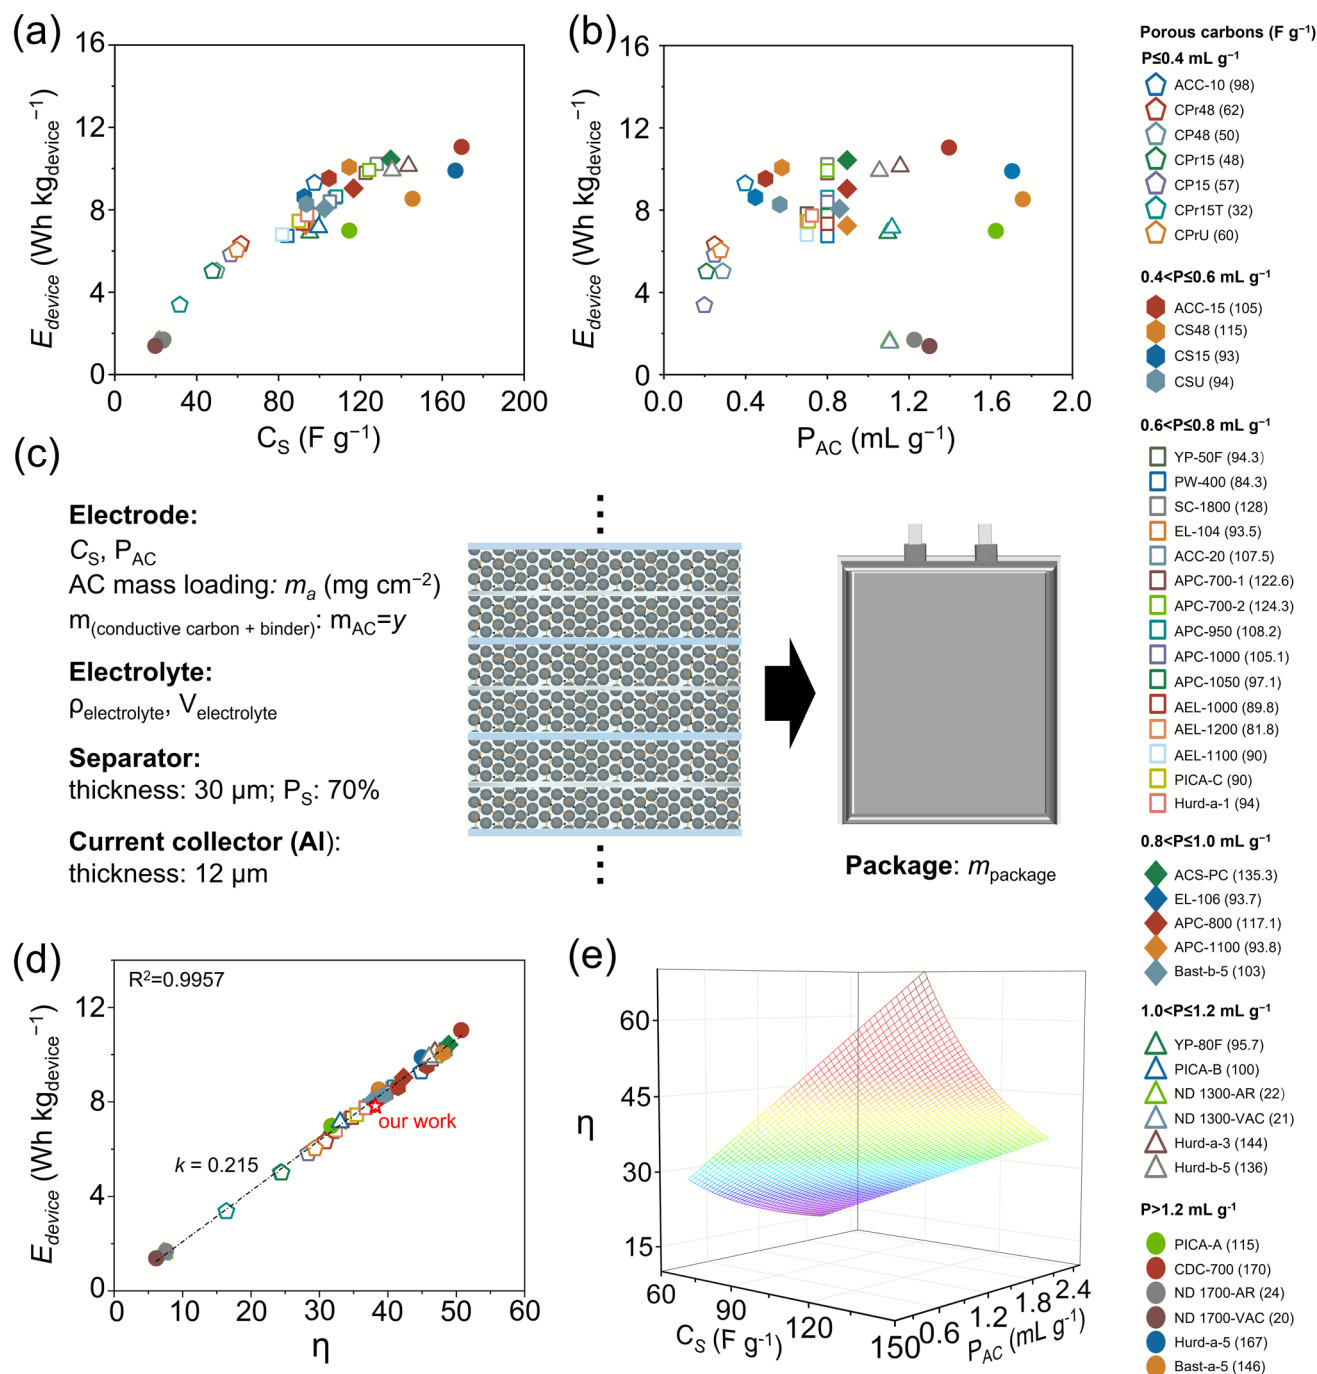 (a)
16
12
8
4
0
E_device (Wh kg_device⁻¹)
0 40 80 120 160 200
C_S (F g⁻¹)
(b)
16
12
8
4
0
E_device (Wh kg_device⁻¹)
0.0 0.4 0.8 1.2 1.6 2.0
P_AC (mL g⁻¹)
(c)
Electrode:
C_S, P_AC
AC mass loading: m_a (mg cm⁻²)
m_(conductive carbon + binder): m_AC=y
Electrolyte:
ρ_electrolyte, V_electrolyte
Separator:
thickness: 30 μm; P_S: 70%
Current collector (Al):
thickness: 12 μm
Package: m_package
(d)
R²=0.9957
12
8
4
0
E_device (Wh kg_device⁻¹)
our work
k = 0.215
0 10 20 30 40 50 60
η
(e)
60
45
30
15
η
60 90 120 150
C_S (F g⁻¹)
0.6 1.2 1.8 2.4
P_AC (mL g⁻¹)
Porous carbons (F g⁻¹)
P≤0.4 mL g⁻¹
ACC-10 (98)
CPr48 (62)
CP48 (50)
CPr15 (48)
CP15 (57)
CPr15T (32)
CPrU (60)
0.4<P≤0.6 mL g⁻¹
ACC-15 (105)
CS48 (115)
CS15 (93)
CSU (94)
0.6<P≤0.8 mL g⁻¹
YP-50F (94.3)
PW-400 (84.3)
SC-1800 (128)
EL-104 (93.5)
ACC-20 (107.5)
APC-700-1 (122.6)
APC-700-2 (124.3)
APC-950 (108.2)
APC-1000 (105.1)
APC-1050 (97.1)
AEL-1000 (89.8)
AEL-1200 (81.8)
AEL-1100 (90)
PICA-C (90)
Hurd-a-1 (94)
0.8<P≤1.0 mL g⁻¹
ACS-PC (135.3)
EL-106 (93.7)
APC-800 (117.1)
APC-1100 (93.8)
Bast-b-5 (103)
1.0<P≤1.2 mL g⁻¹
YP-80F (95.7)
PICA-B (100)
ND 1300-AR (22)
ND 1300-VAC (21)
Hurd-a-3 (144)
Hurd-b-5 (136)
P>1.2 mL g⁻¹
PICA-A (115)
CDC-700 (170)
ND 1700-AR (24)
ND 1700-VAC (20)
Hurd-a-5 (167)
Bast-a-5 (146)